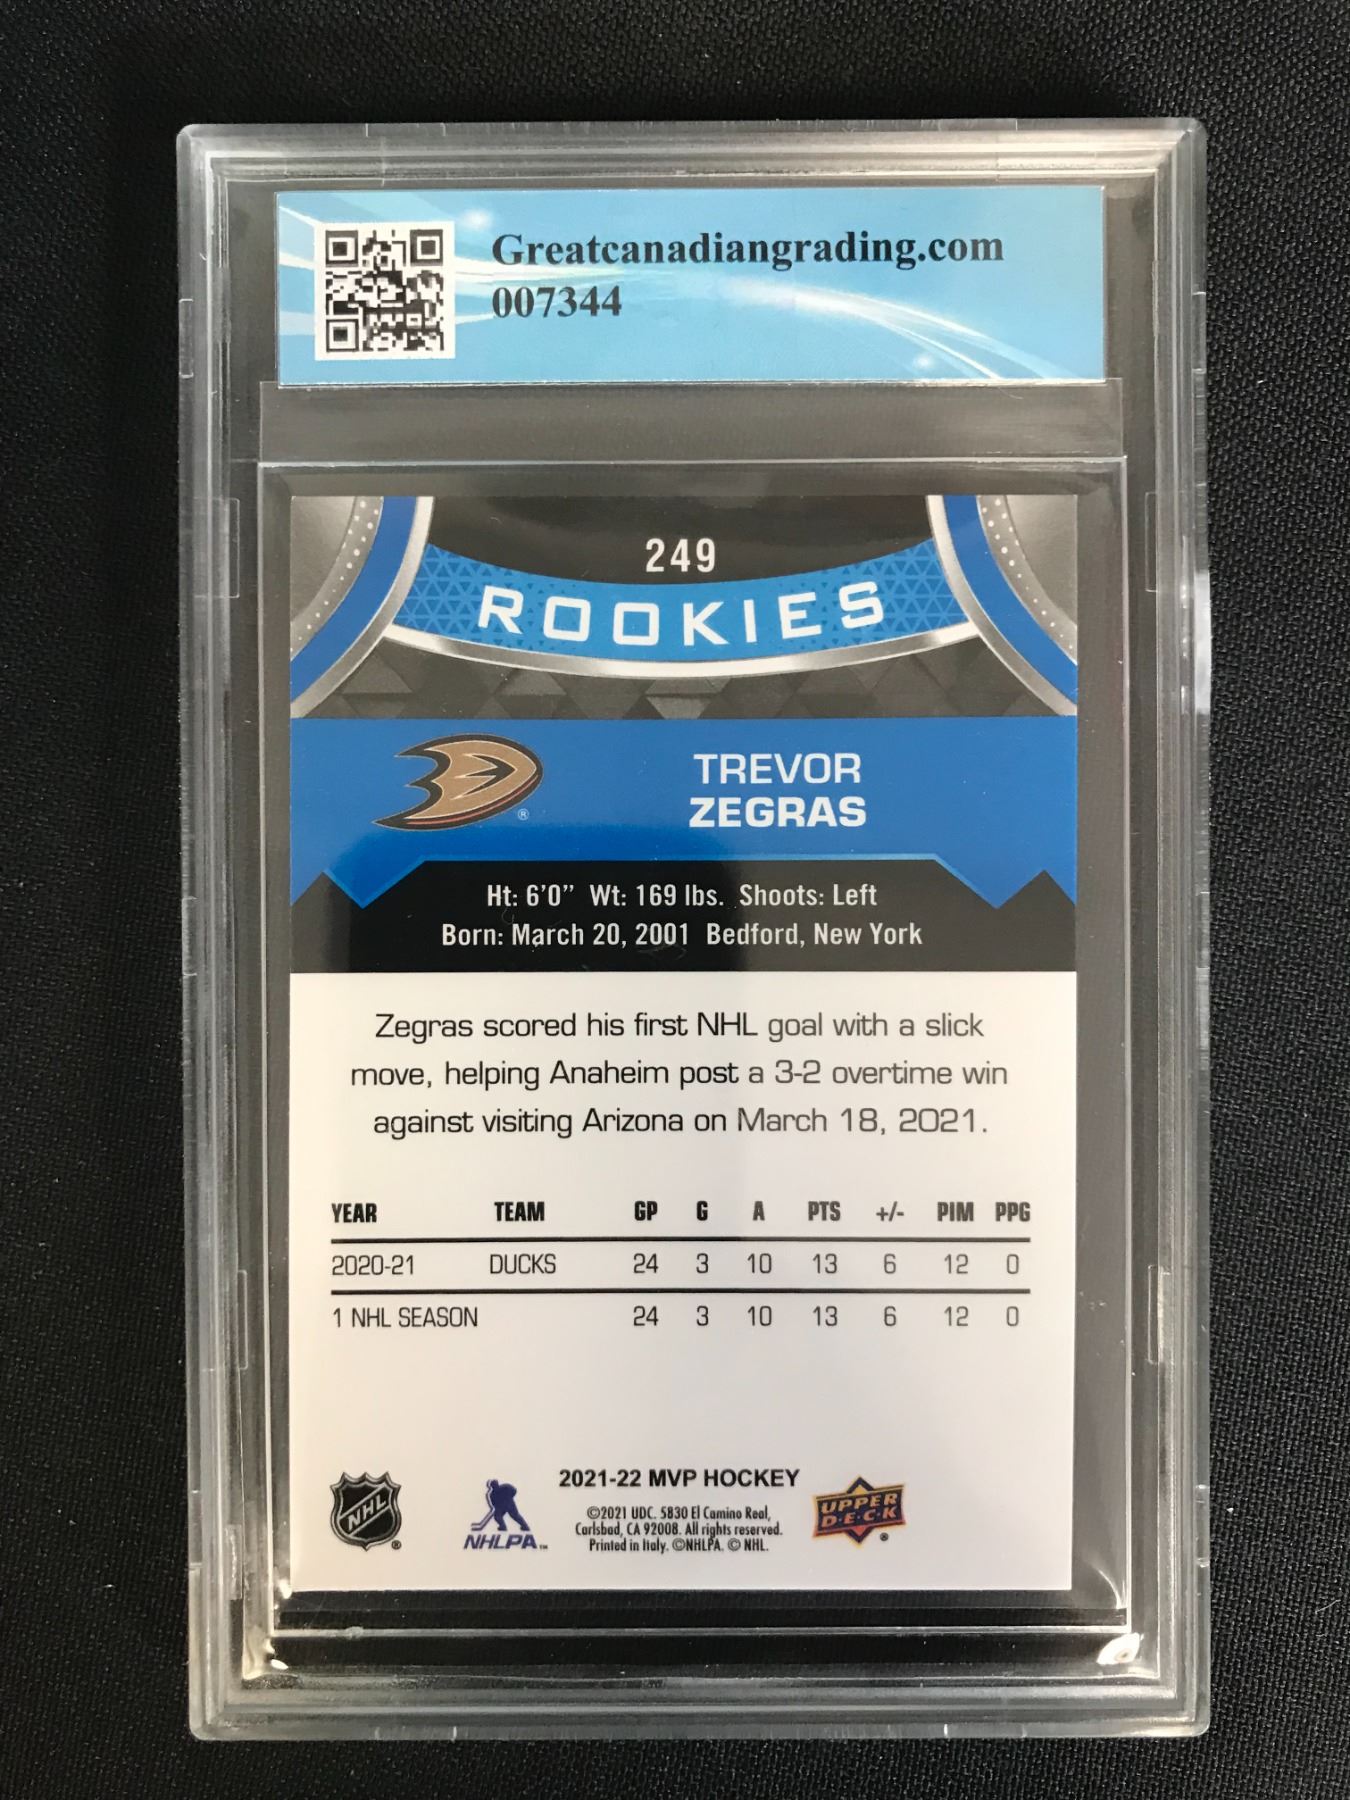 Greatcanadiangrading.com
007344
249
ROOKIES
®
TREVOR
ZEGRAS
Ht: 6'0" Wt: 169 lbs. Shoots: Left
Born: March 20, 2001 Bedford, New York
Zegras scored his first NHL goal with a slick
move, helping Anaheim post a 3-2 overtime win
against visiting Arizona on March 18, 2021.
YEAR TEAM GP G A PTS +/- PIM PPG
2020-21 DUCKS 24 3 10 13 6 12 0
1 NHL SEASON 24 3 10 13 6 12 0
2021-22 MVP HOCKEY
©2021 UDC. 5830 El Camino Real,
Carlsbad, CA 92008. All rights reserved.
Printed in Italy. ©NHLPA. © NHL.
NHL ®
NHLPA™
UPPER
D·E·C·K ®